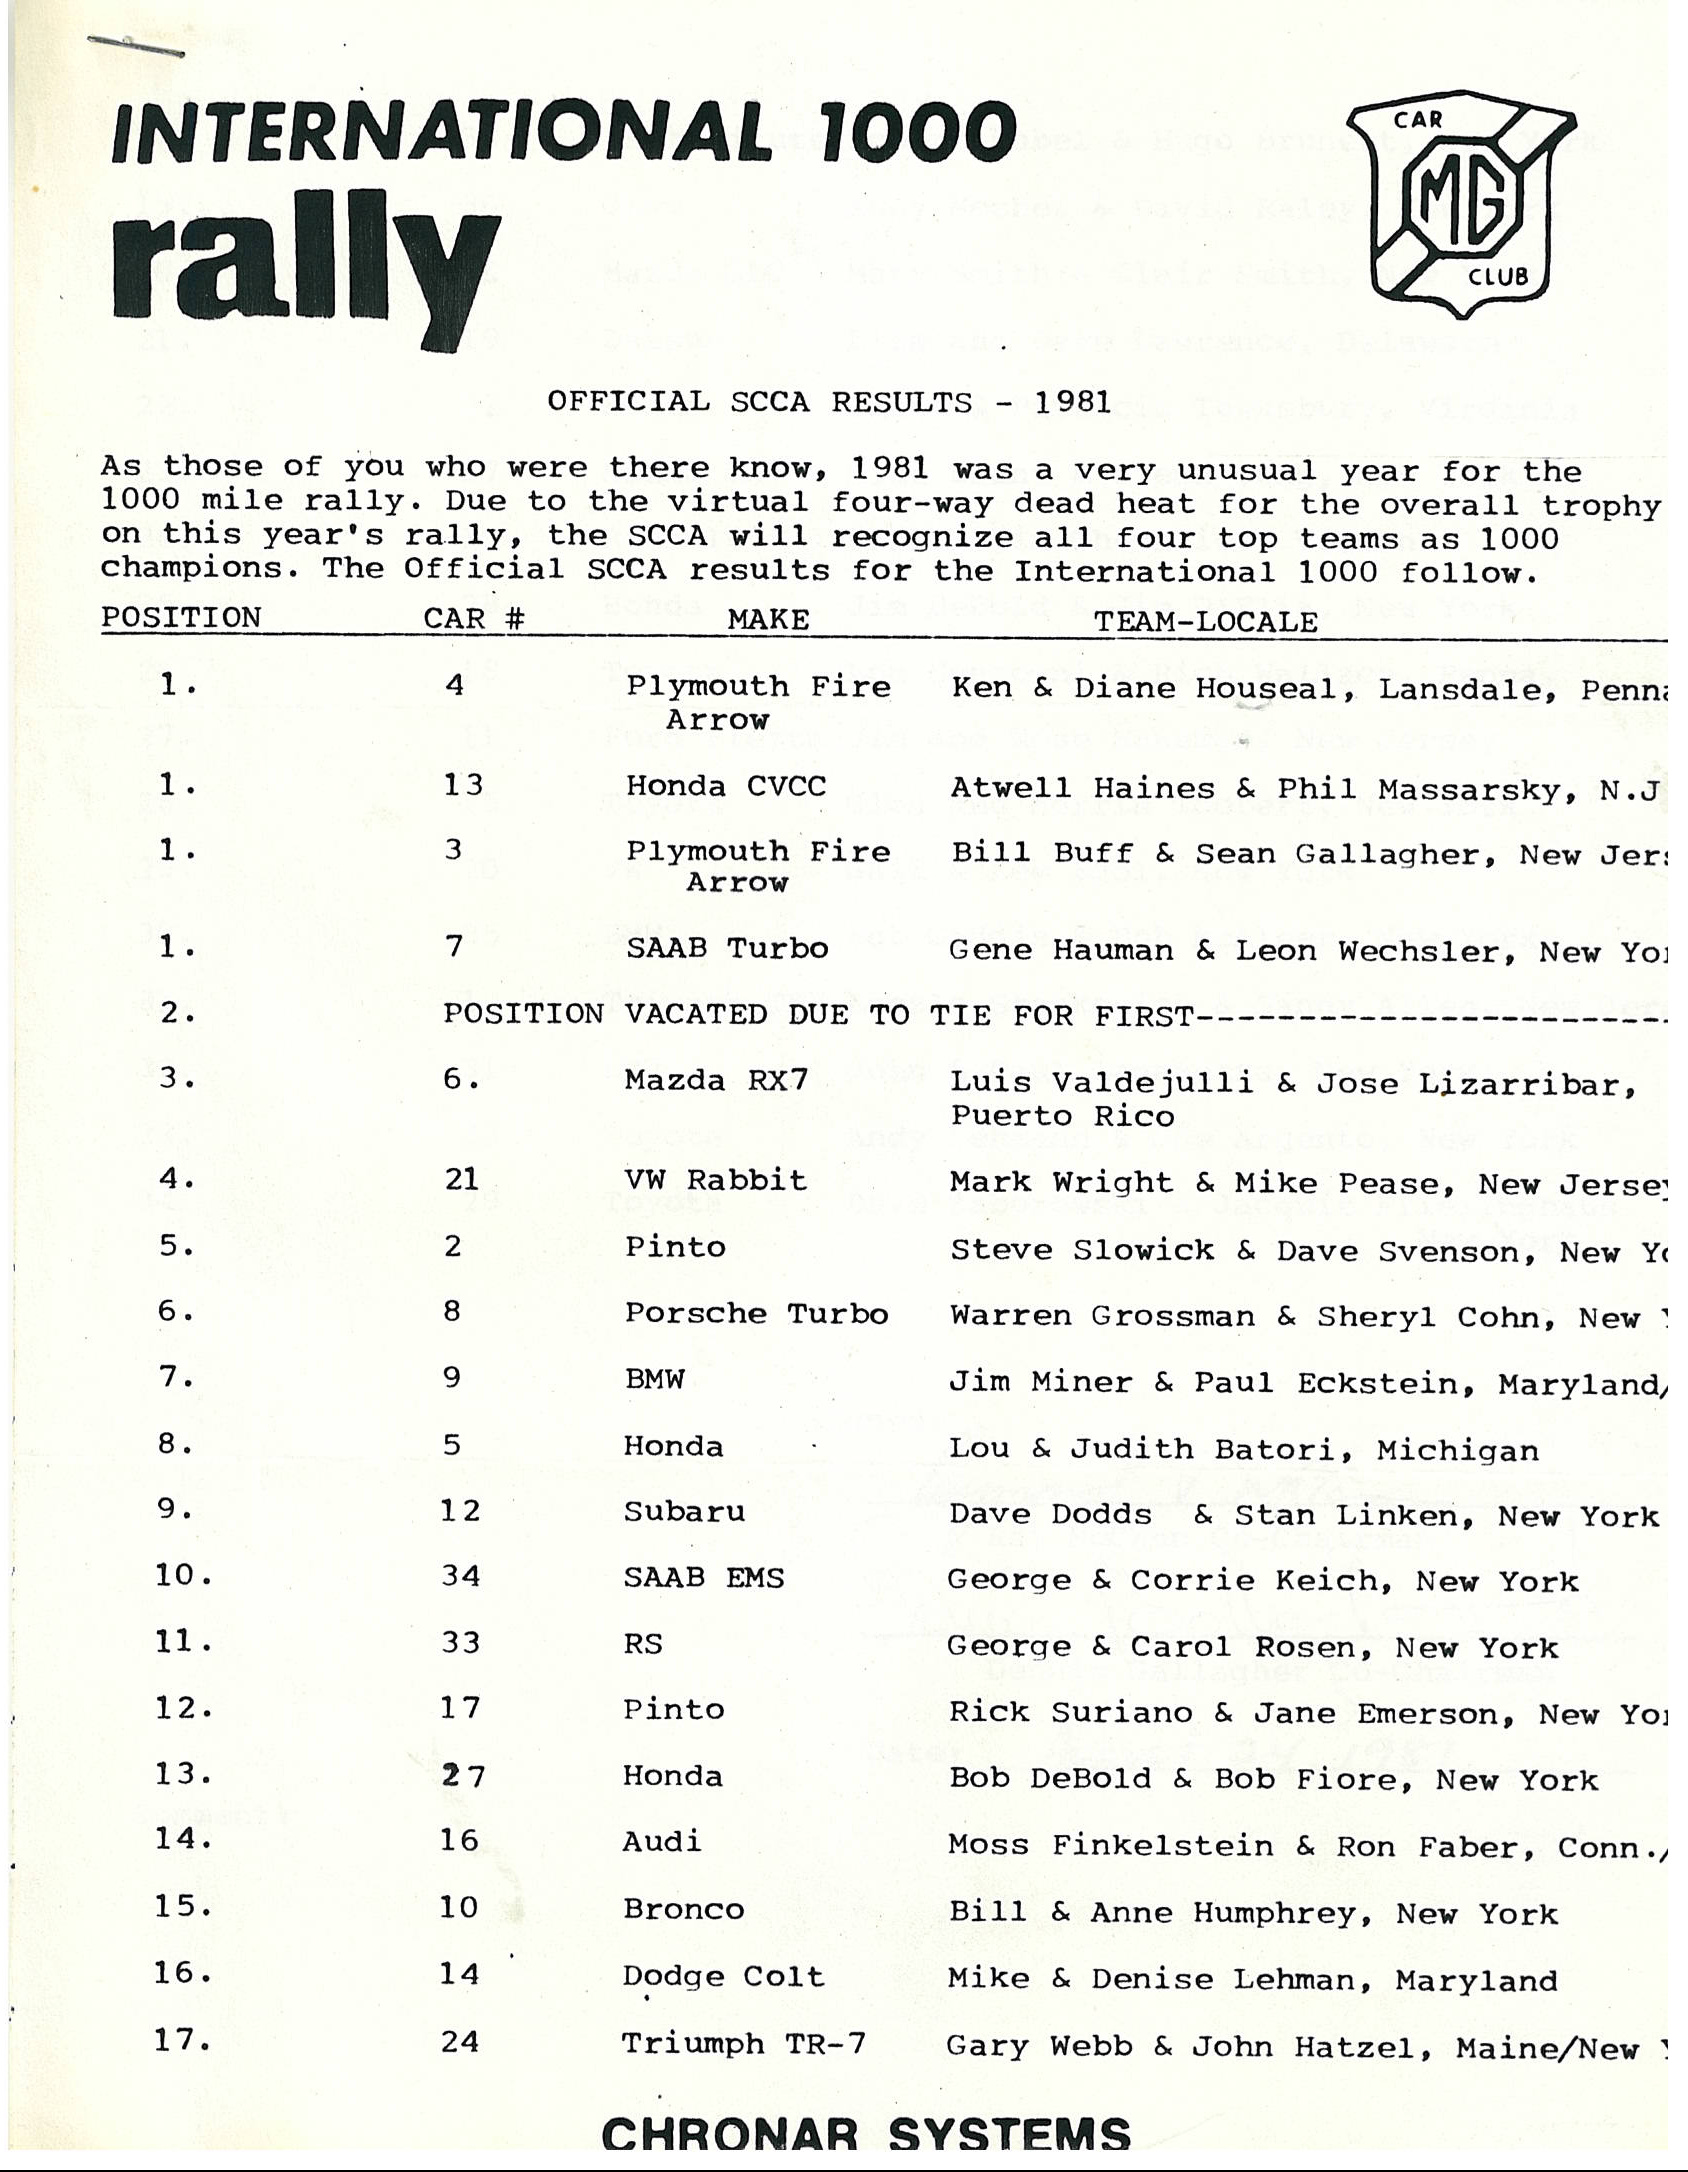 INTERNATIONAL 1000
rally
CAR
MG
CLUB
OFFICIAL SCCA RESULTS - 1981
As those of you who were there know, 1981 was a very unusual year for the
1000 mile rally. Due to the virtual four-way dead heat for the overall trophy
on this year's rally, the SCCA will recognize all four top teams as 1000
champions. The Official SCCA results for the International 1000 follow.
POSITION CAR # MAKE TEAM-LOCALE
1. 4 Plymouth Fire Ken & Diane Houseal, Lansdale, Penna
Arrow
1. 13 Honda CVCC Atwell Haines & Phil Massarsky, N.J
1. 3 Plymouth Fire Bill Buff & Sean Gallagher, New Jers
Arrow
1. 7 SAAB Turbo Gene Hauman & Leon Wechsler, New Yor
2. POSITION VACATED DUE TO TIE FOR FIRST-----------------------
3. 6. Mazda RX7 Luis Valdejulli & Jose Lizarribar,
Puerto Rico
4. 21 VW Rabbit Mark Wright & Mike Pease, New Jersey
5. 2 Pinto Steve Slowick & Dave Svenson, New Yo
6. 8 Porsche Turbo Warren Grossman & Sheryl Cohn, New
7. 9 BMW Jim Miner & Paul Eckstein, Maryland/
8. 5 Honda Lou & Judith Batori, Michigan
9. 12 Subaru Dave Dodds & Stan Linken, New York
10. 34 SAAB EMS George & Corrie Keich, New York
11. 33 RS George & Carol Rosen, New York
12. 17 Pinto Rick Suriano & Jane Emerson, New Yor
13. 27 Honda Bob DeBold & Bob Fiore, New York
14. 16 Audi Moss Finkelstein & Ron Faber, Conn./
15. 10 Bronco Bill & Anne Humphrey, New York
16. 14 Dodge Colt Mike & Denise Lehman, Maryland
17. 24 Triumph TR-7 Gary Webb & John Hatzel, Maine/New
CHRONAR SYSTEMS